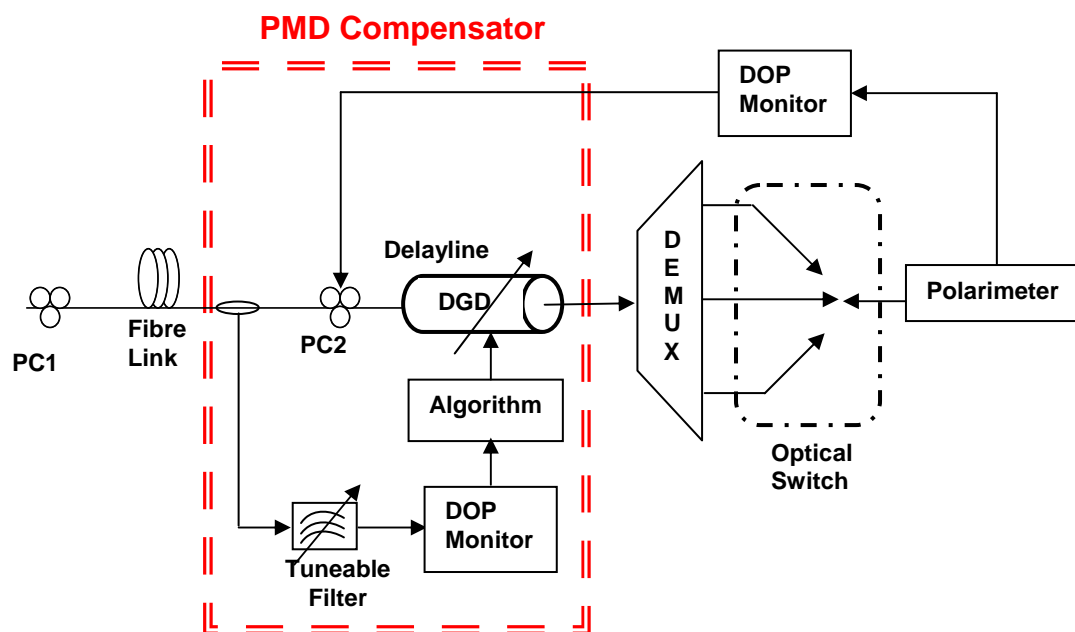 PMD Compensator
DOP
Monitor
Delayline
DGD
D
E
M
U
X
Polarimeter
PC1
Fibre
Link
PC2
Algorithm
Optical
Switch
DOP
Monitor
Tuneable
Filter